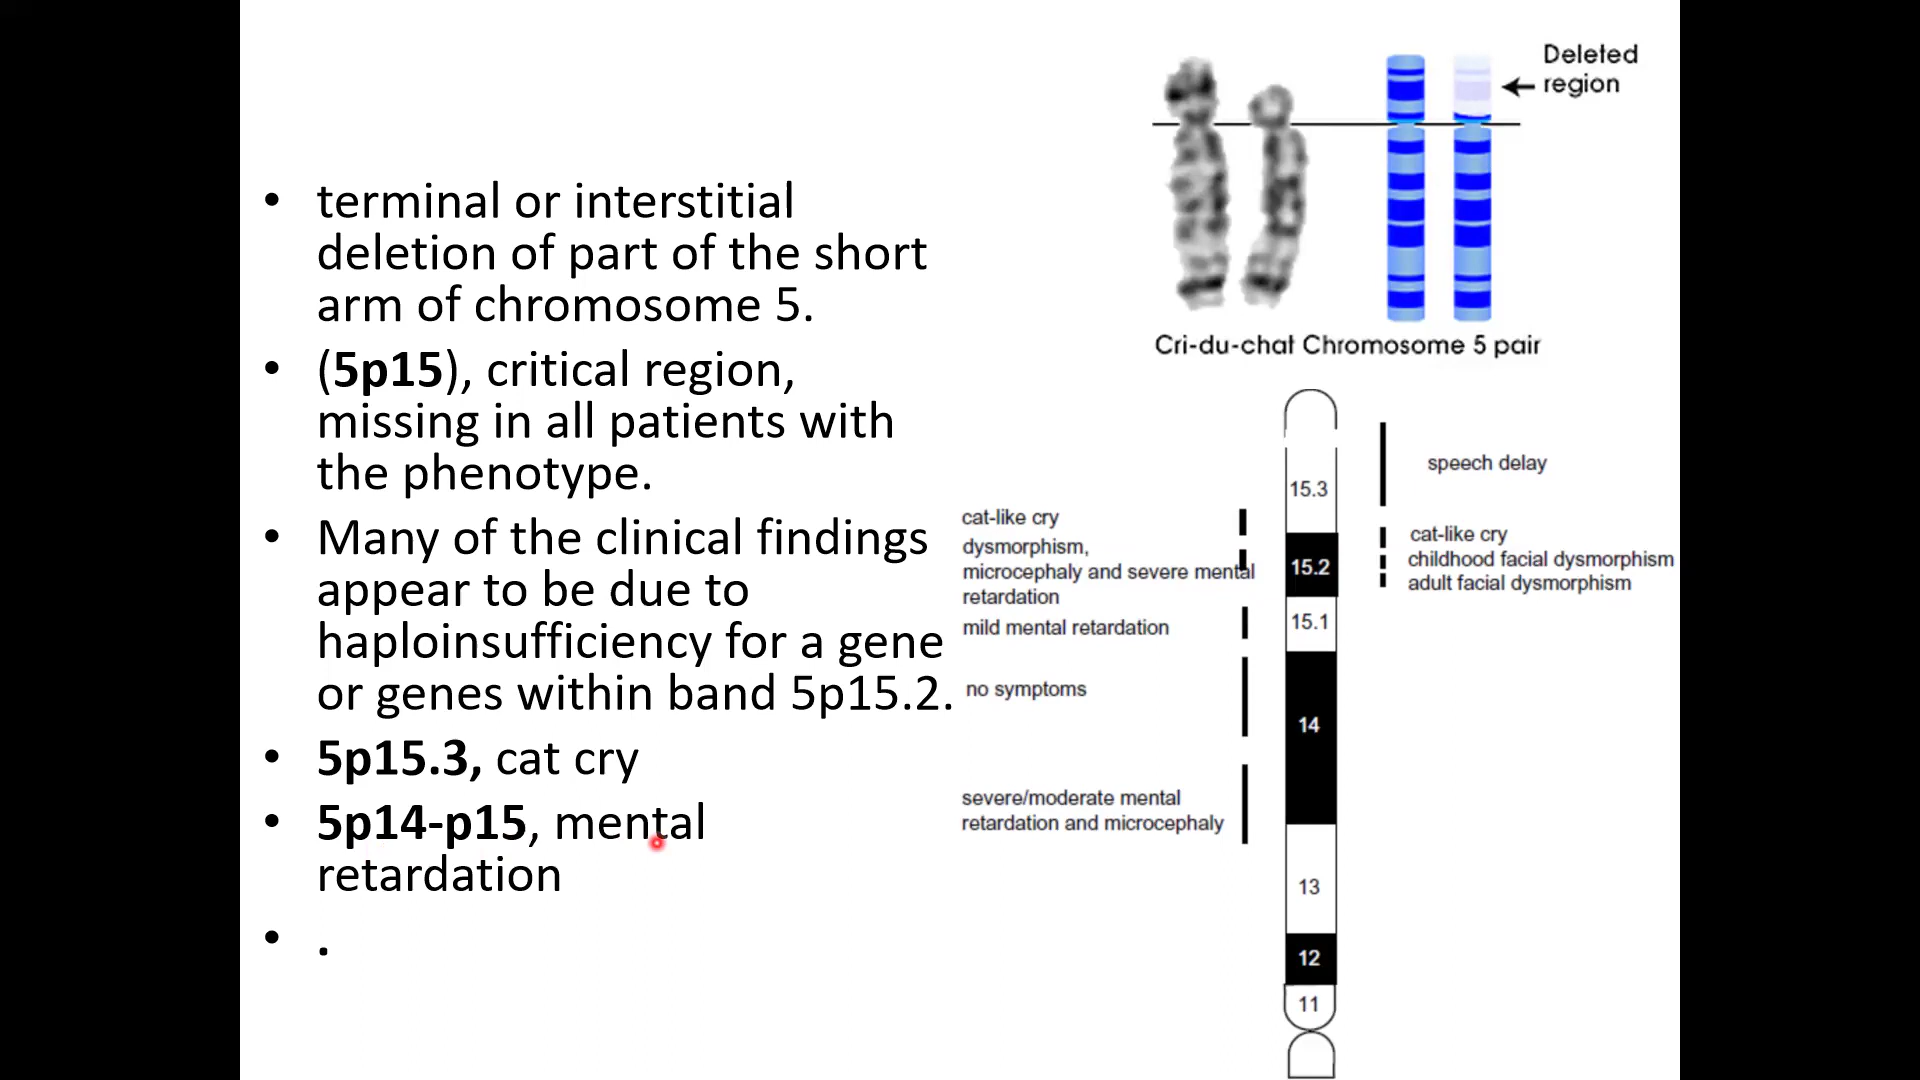 • terminal or interstitial
deletion of part of the short
arm of chromosome 5.
• (5p15), critical region,
missing in all patients with
the phenotype.
• Many of the clinical findings
appear to be due to
haploinsufficiency for a gene
or genes within band 5p15.2.
• 5p15.3, cat cry
• 5p14-p15, mental
retardation
• .
Deleted
region
Cri-du-chat Chromosome 5 pair
cat-like cry
dysmorphism,
microcephaly and severe mental
retardation
mild mental retardation
no symptoms
severe/moderate mental
retardation and microcephaly
15.3
15.2
15.1
14
13
12
11
speech delay
cat-like cry
childhood facial dysmorphism
adult facial dysmorphism